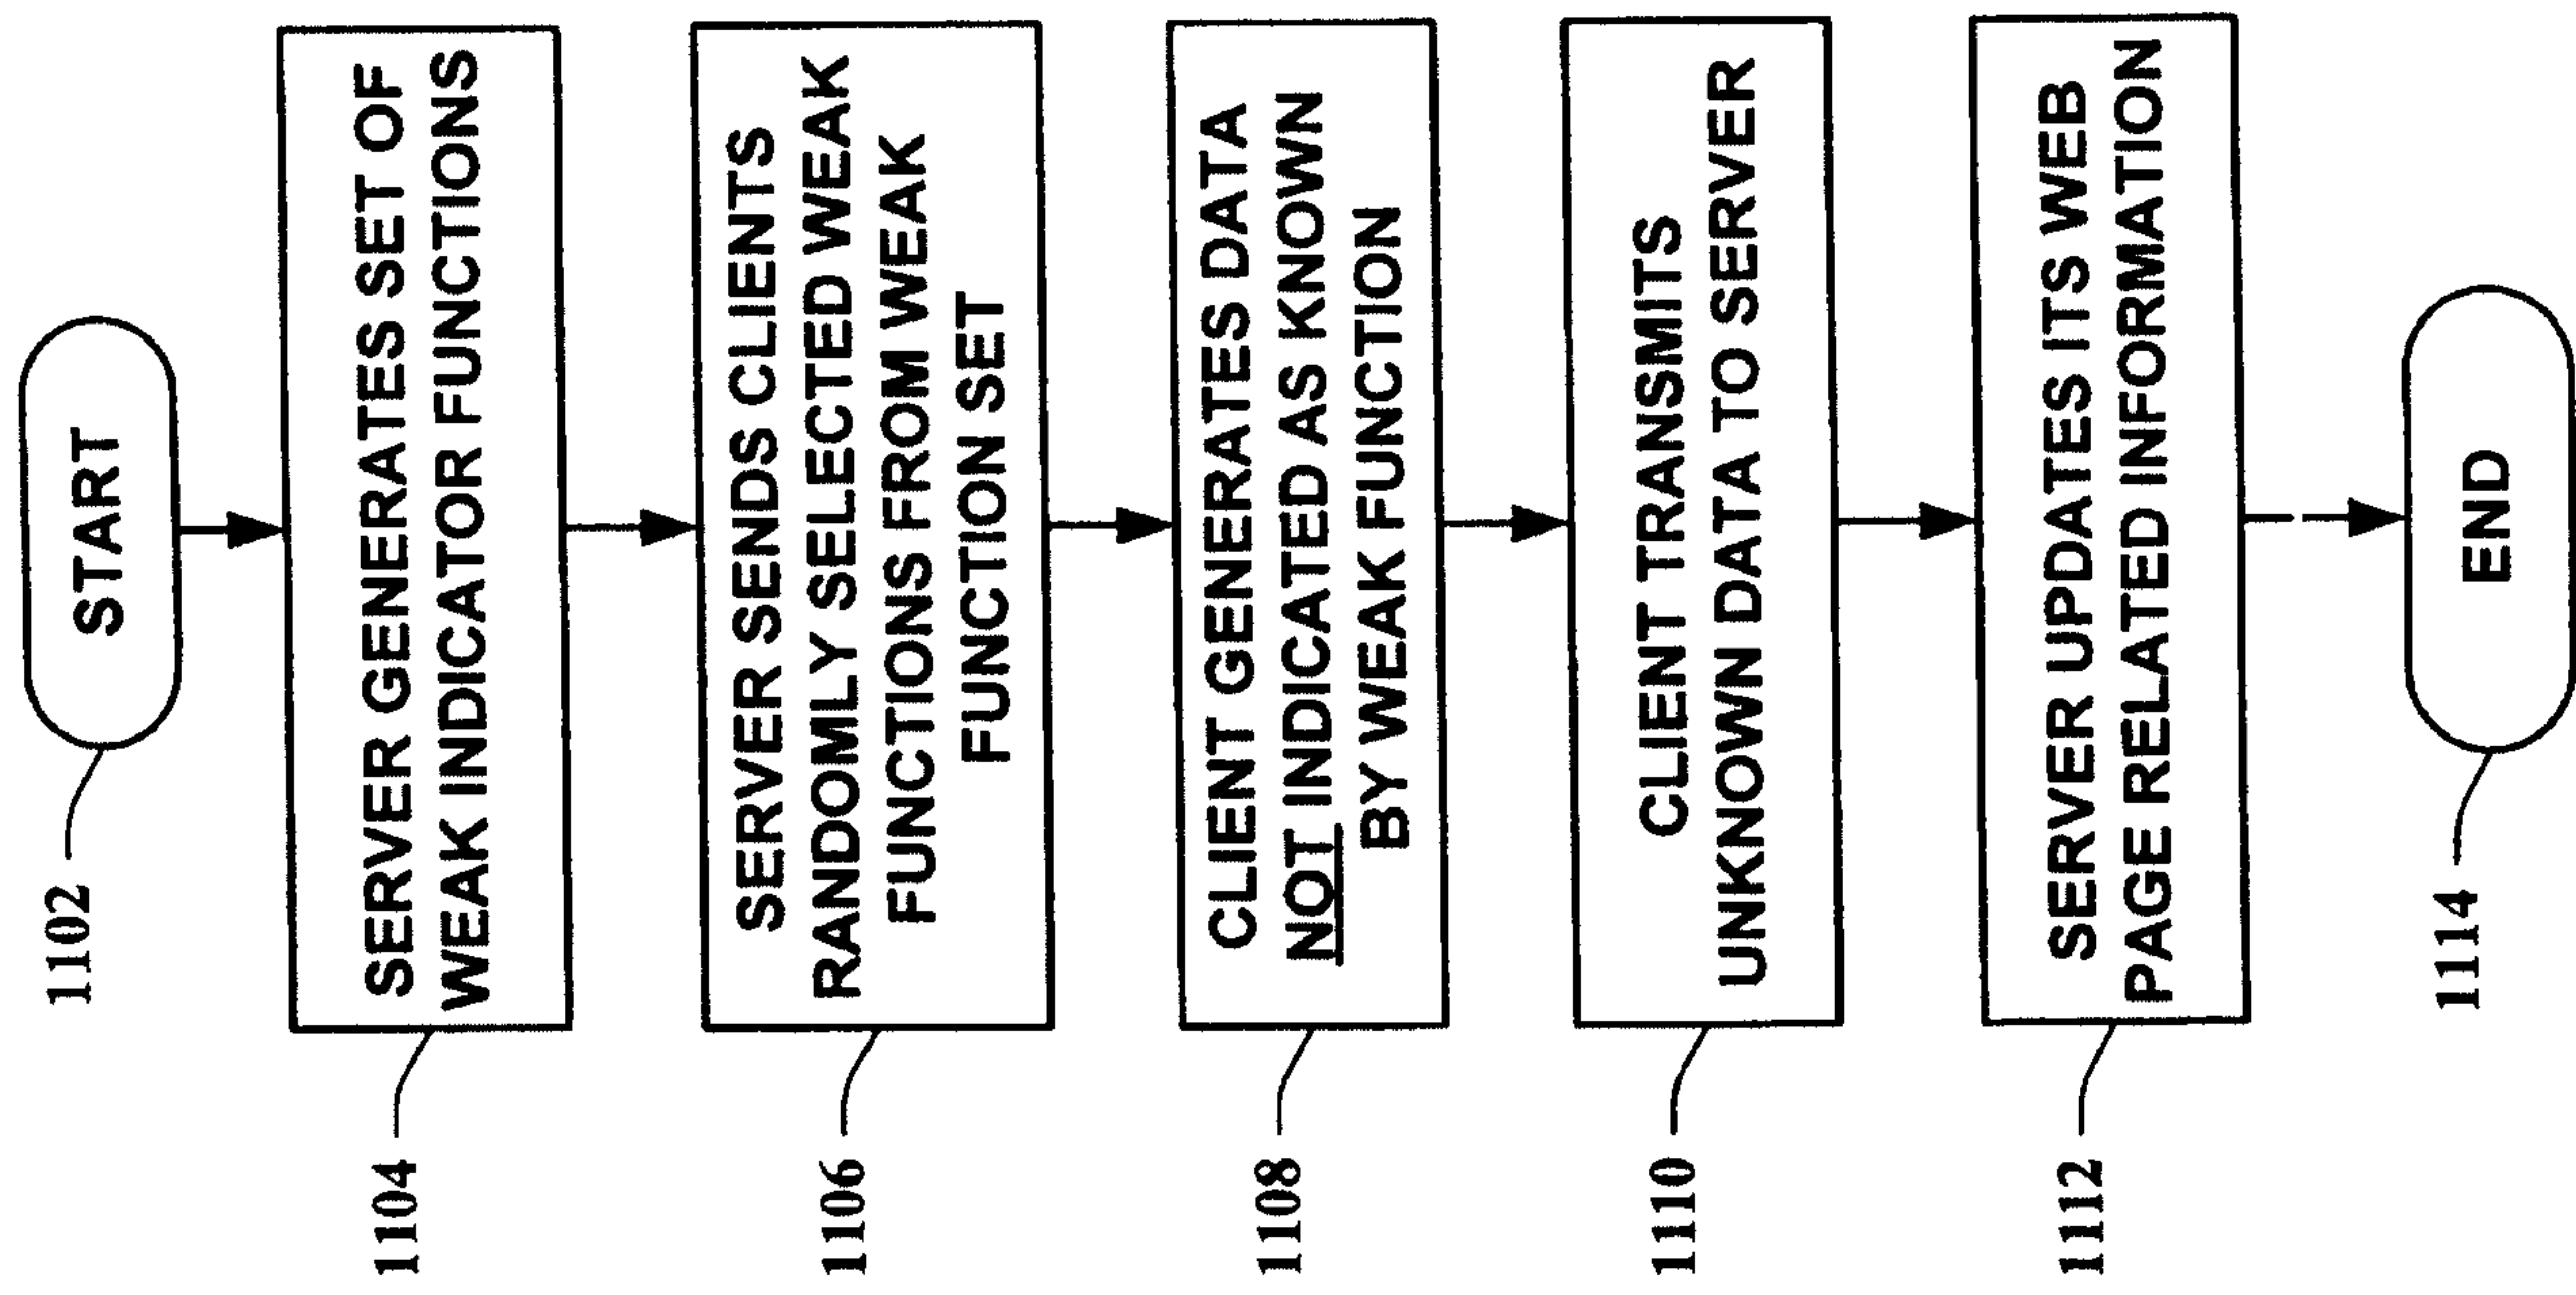 START
1102
SERVER GENERATES SET OF
WEAK INDICATOR FUNCTIONS
1104
SERVER SENDS CLIENTS
RANDOMLY SELECTED WEAK
FUNCTIONS FROM WEAK
FUNCTION SET
1106
CLIENT GENERATES DATA
NOT INDICATED AS KNOWN
BY WEAK FUNCTION
1108
CLIENT TRANSMITS
UNKNOWN DATA TO SERVER
1110
SERVER UPDATES ITS WEB
PAGE RELATED INFORMATION
1112
END
1114